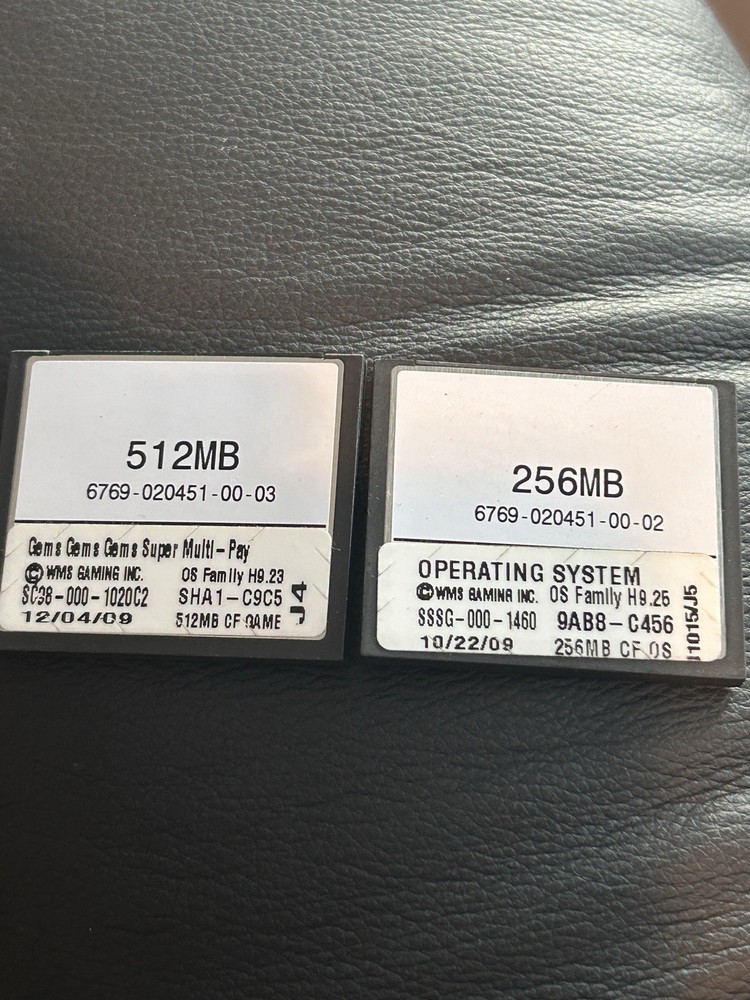 512MB
6769-020451-00-03
Gems Gems Gems Super Multi-Pay
© WMS GAMING INC. OS Family H9.23
SC98-000-1020C2 SHA1-C9C5
12/04/09 512MB CF GAME
J4
256MB
6769-020451-00-02
OPERATING SYSTEM
© WMS GAMING INC. OS Family H9.25
SSSG-000-1460 9AB8-C456
10/22/09 256MB CF OS
J1015/J5